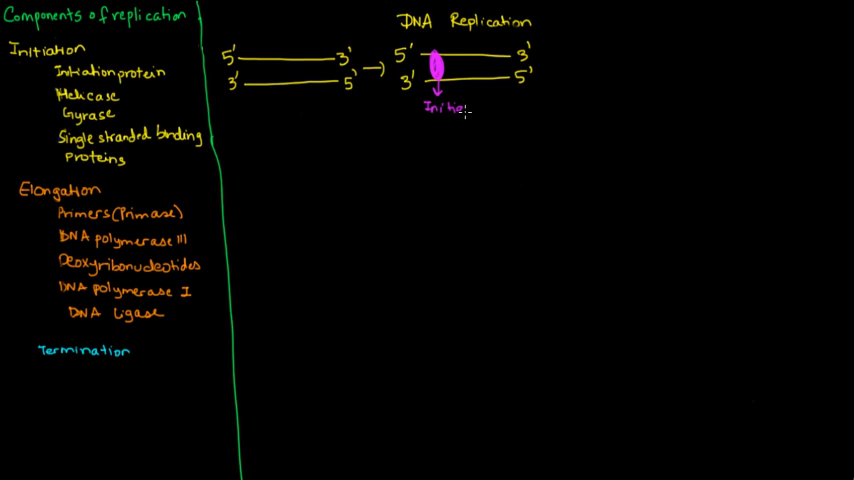 Components of replication
Initiation
Initiation protein
Helicase
Gyrase
Single stranded binding
Proteins
Elongation
Primers (Primase)
DNA polymerase III
Deoxyribonucleotides
DNA polymerase I
DNA Ligase
Termination
DNA Replication
5' 3' 5' 3'
3' 5' 3' 5'
Initie